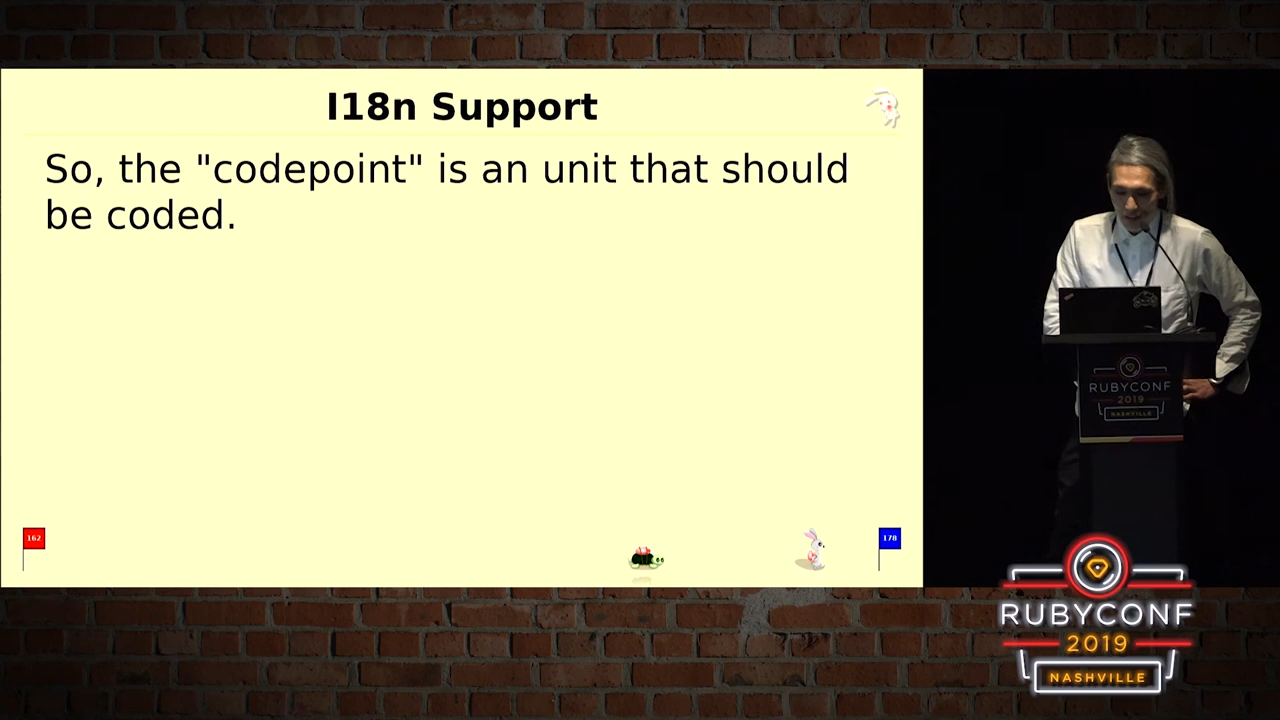 I18n Support
So, the "codepoint" is an unit that should
be coded.
162
178
RUBYCONF
2019
NASHVILLE
RUBYCONF
2019
NASHVILLE